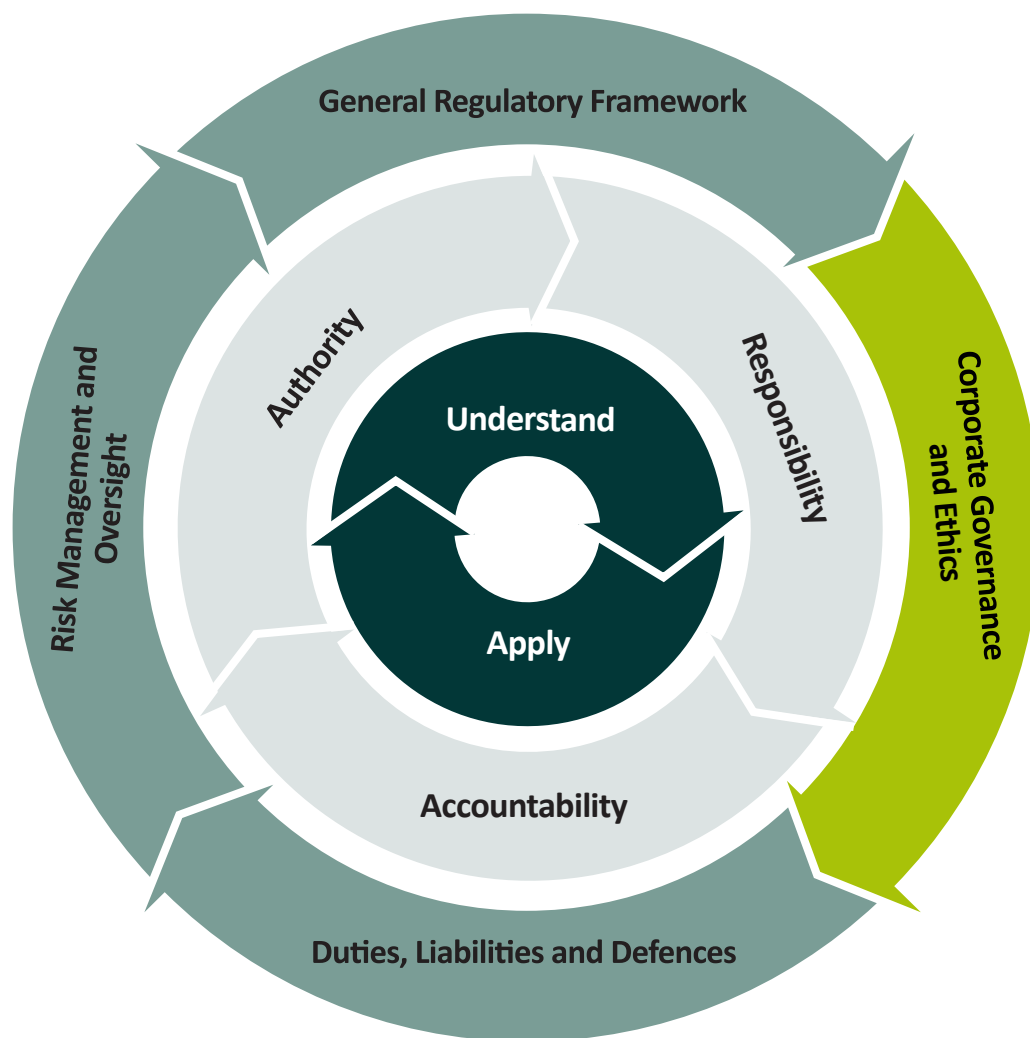 General Regulatory Framework
Authority
Responsibility
Understand
Corporate Governance
and Ethics
Risk Management and
Oversight
Apply
Accountability
Duties, Liabilities and Defences